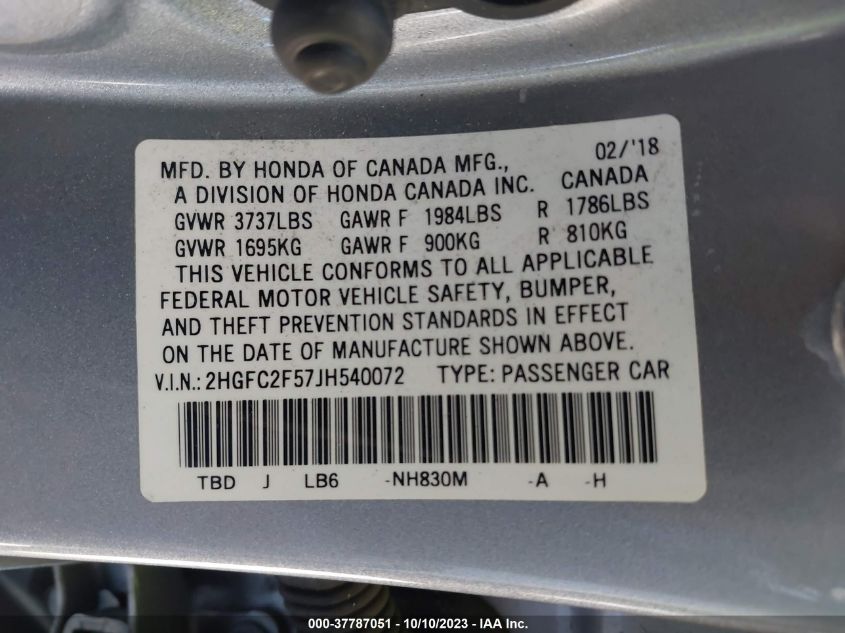 MFD. BY HONDA OF CANADA MFG., 02/'18
A DIVISION OF HONDA CANADA INC. CANADA
GVWR 3737LBS GAWR F 1984LBS R 1786LBS
GVWR 1695KG GAWR F 900KG R 810KG
THIS VEHICLE CONFORMS TO ALL APPLICABLE
FEDERAL MOTOR VEHICLE SAFETY, BUMPER,
AND THEFT PREVENTION STANDARDS IN EFFECT
ON THE DATE OF MANUFACTURE SHOWN ABOVE.
V.I.N.: 2HGFC2F57JH540072 TYPE: PASSENGER CAR
TBD J LB6 -NH830M -A -H
000-37787051 - 10/10/2023 - © IAA Inc.